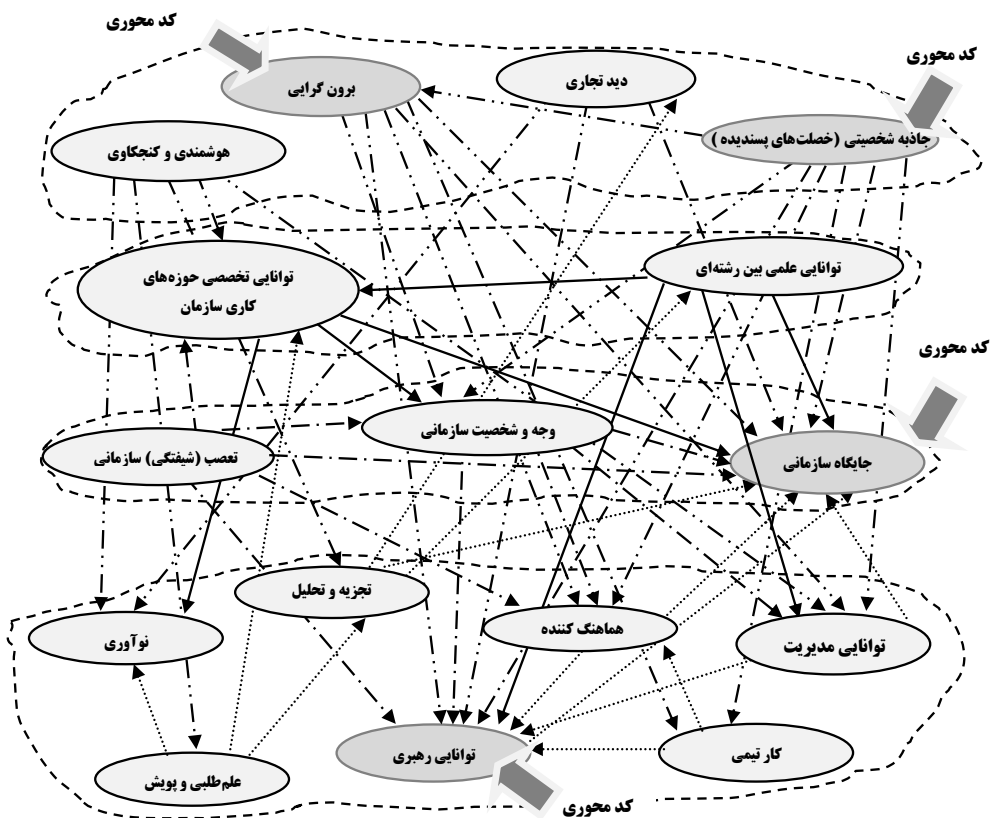 کد محوری
کد محوری
دید تجاری
برون گرایی
جاذبه شخصیتی (خصلت‌های پسندیده )
هوشمندی و کنجکاوی
توانایی علمی بین رشته‌ای
توانایی تخصصی حوزه‌های
کاری سازمان
کد محوری
وجه و شخصیت سازمانی
جایگاه سازمانی
تعصب (شیفتگی) سازمانی
تجزیه و تحلیل
هماهنگ کننده
توانایی مدیریت
نوآوری
کار تیمی
توانایی رهبری
علم‌طلبی و پویش
کد محوری